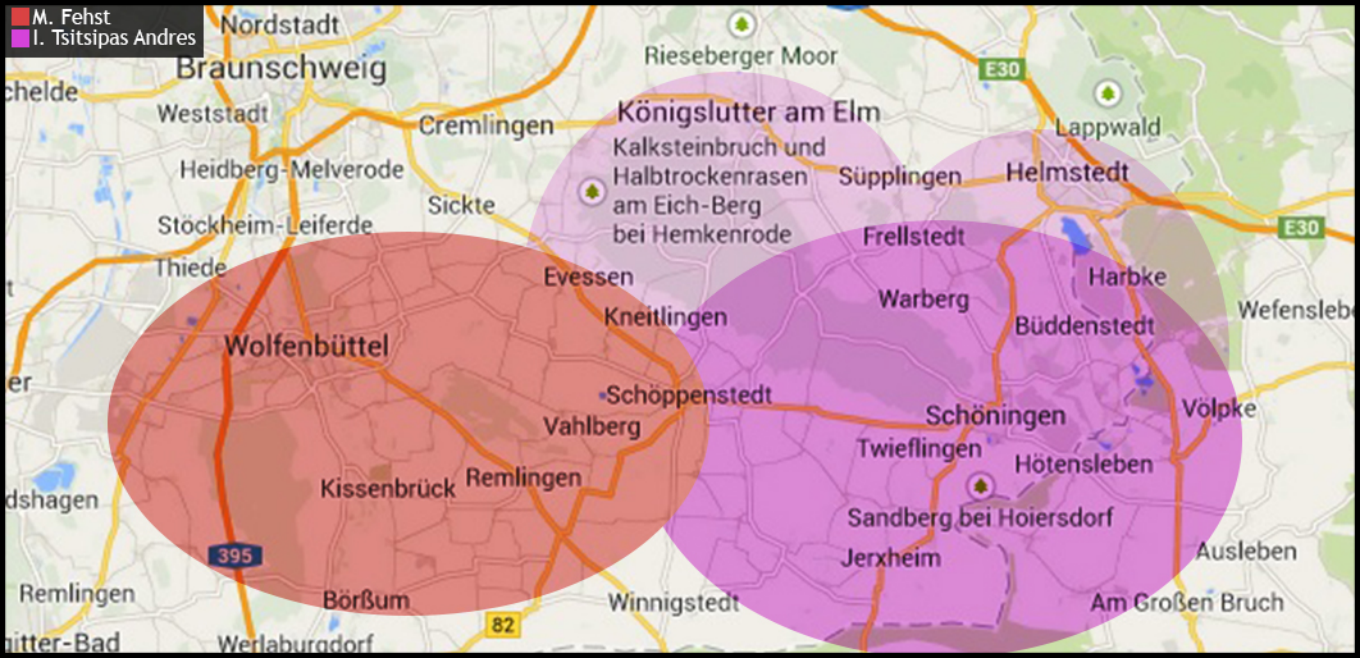 M. Fehst
I. Tsitsipas Andres
Nordstadt
Braunschweig
Rieseberger Moor
E30
chelde
Weststadt
Cremlingen
Königslutter am Elm
Lappwald
Heidberg-Melverode
Kalksteinbruch und
Halbtrockenrasen
am Eich-Berg
bei Hemkenrode
Süpplingen
Helmstedt
Sickte
Stöckheim-Leiferde
Frellstedt
E30
Thiede
Evessen
Harbke
t
Warberg
Wefensleb
Kneitlingen
Büddenstedt
Wolfenbüttel
er
Schöppenstedt
Völpke
Vahlberg
Schöningen
Twieflingen
Remlingen
Hötensleben
Kissenbrück
dshagen
Sandberg bei Hoiersdorf
395
Jerxheim
Ausleben
Remlingen
Börßum
Winnigstedt
Am Großen Bruch
82
gitter-Bad
Werlaburgdorf